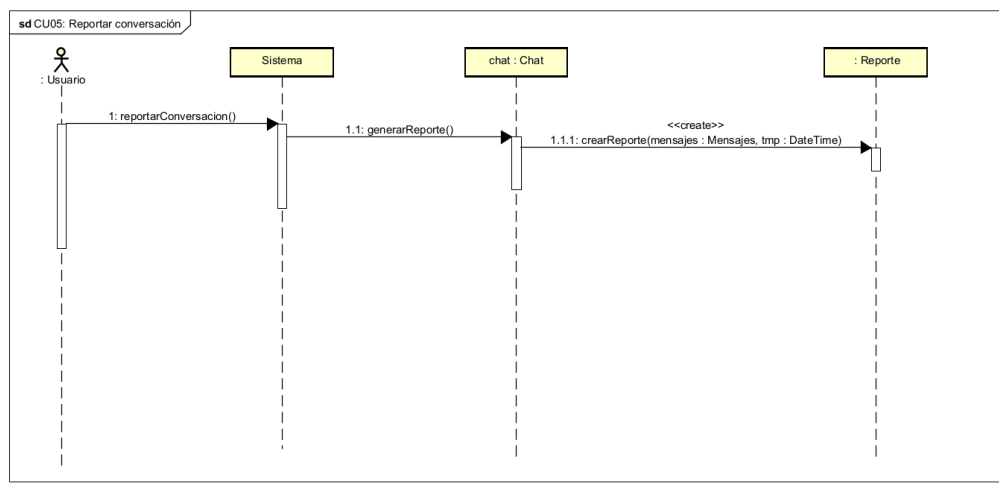 sd CU05: Reportar conversación
: Usuario
Sistema
chat : Chat
: Reporte
1: reportarConversacion()
1.1: generarReporte()
<<create>>
1.1.1: crearReporte(mensajes : Mensajes, tmp : DateTime)